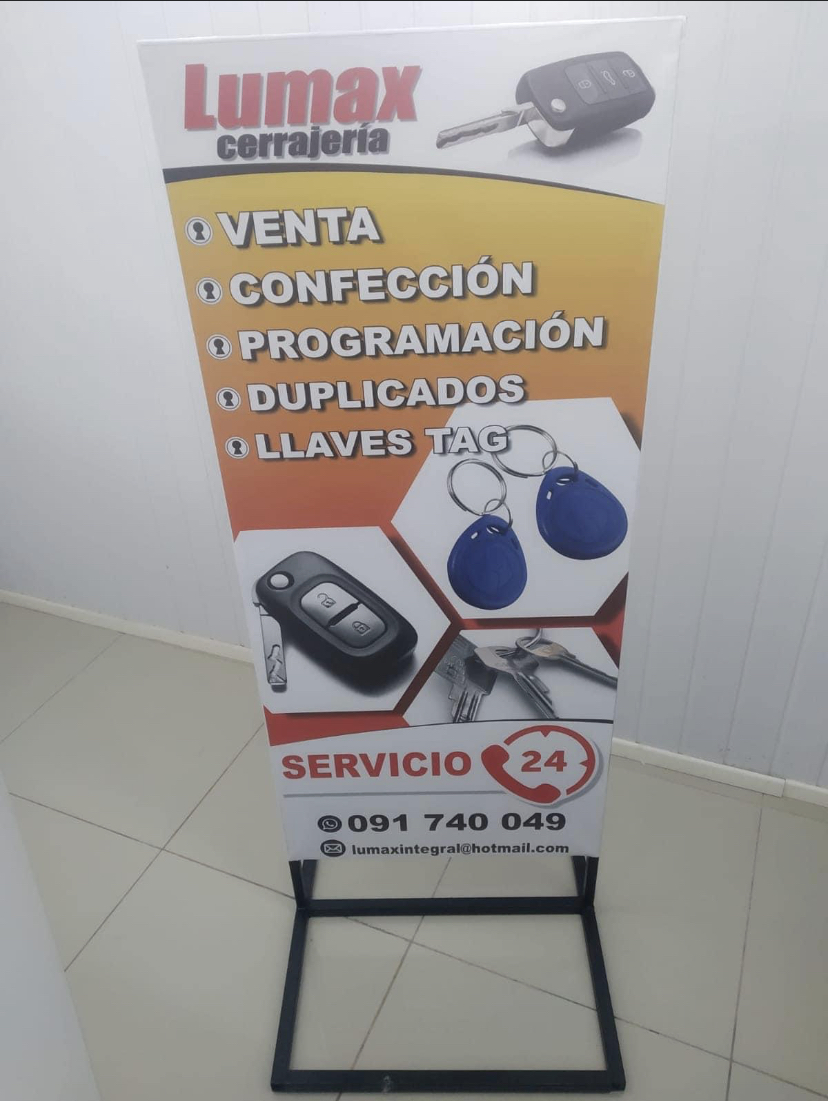 Lumax
cerrajería
VENTA
CONFECCIÓN
PROGRAMACIÓN
DUPLICADOS
LLAVES TAG
SERVICIO 24
091 740 049
lumaxintegral@hotmail.com